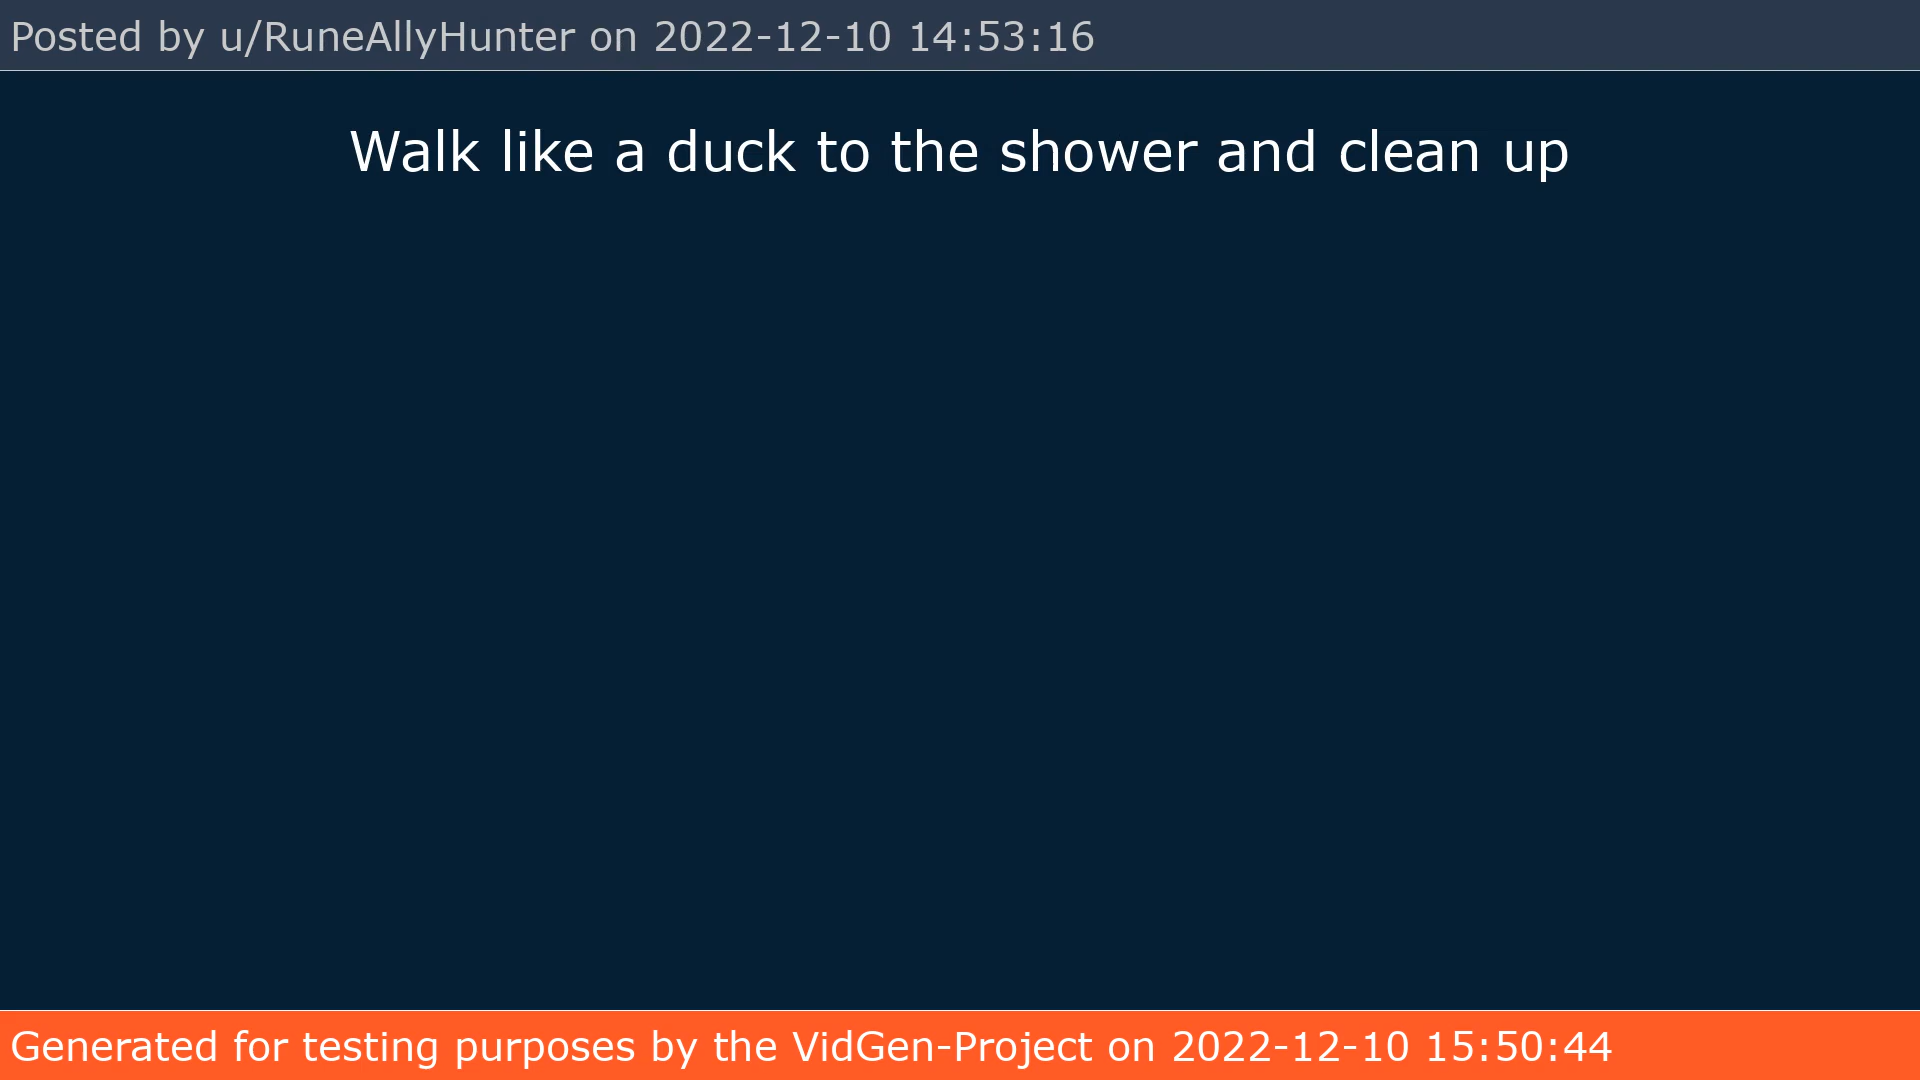 Posted by u/RuneAllyHunter on 2022-12-10 14:53:16
Walk like a duck to the shower and clean up
Generated for testing purposes by the VidGen-Project on 2022-12-10 15:50:44